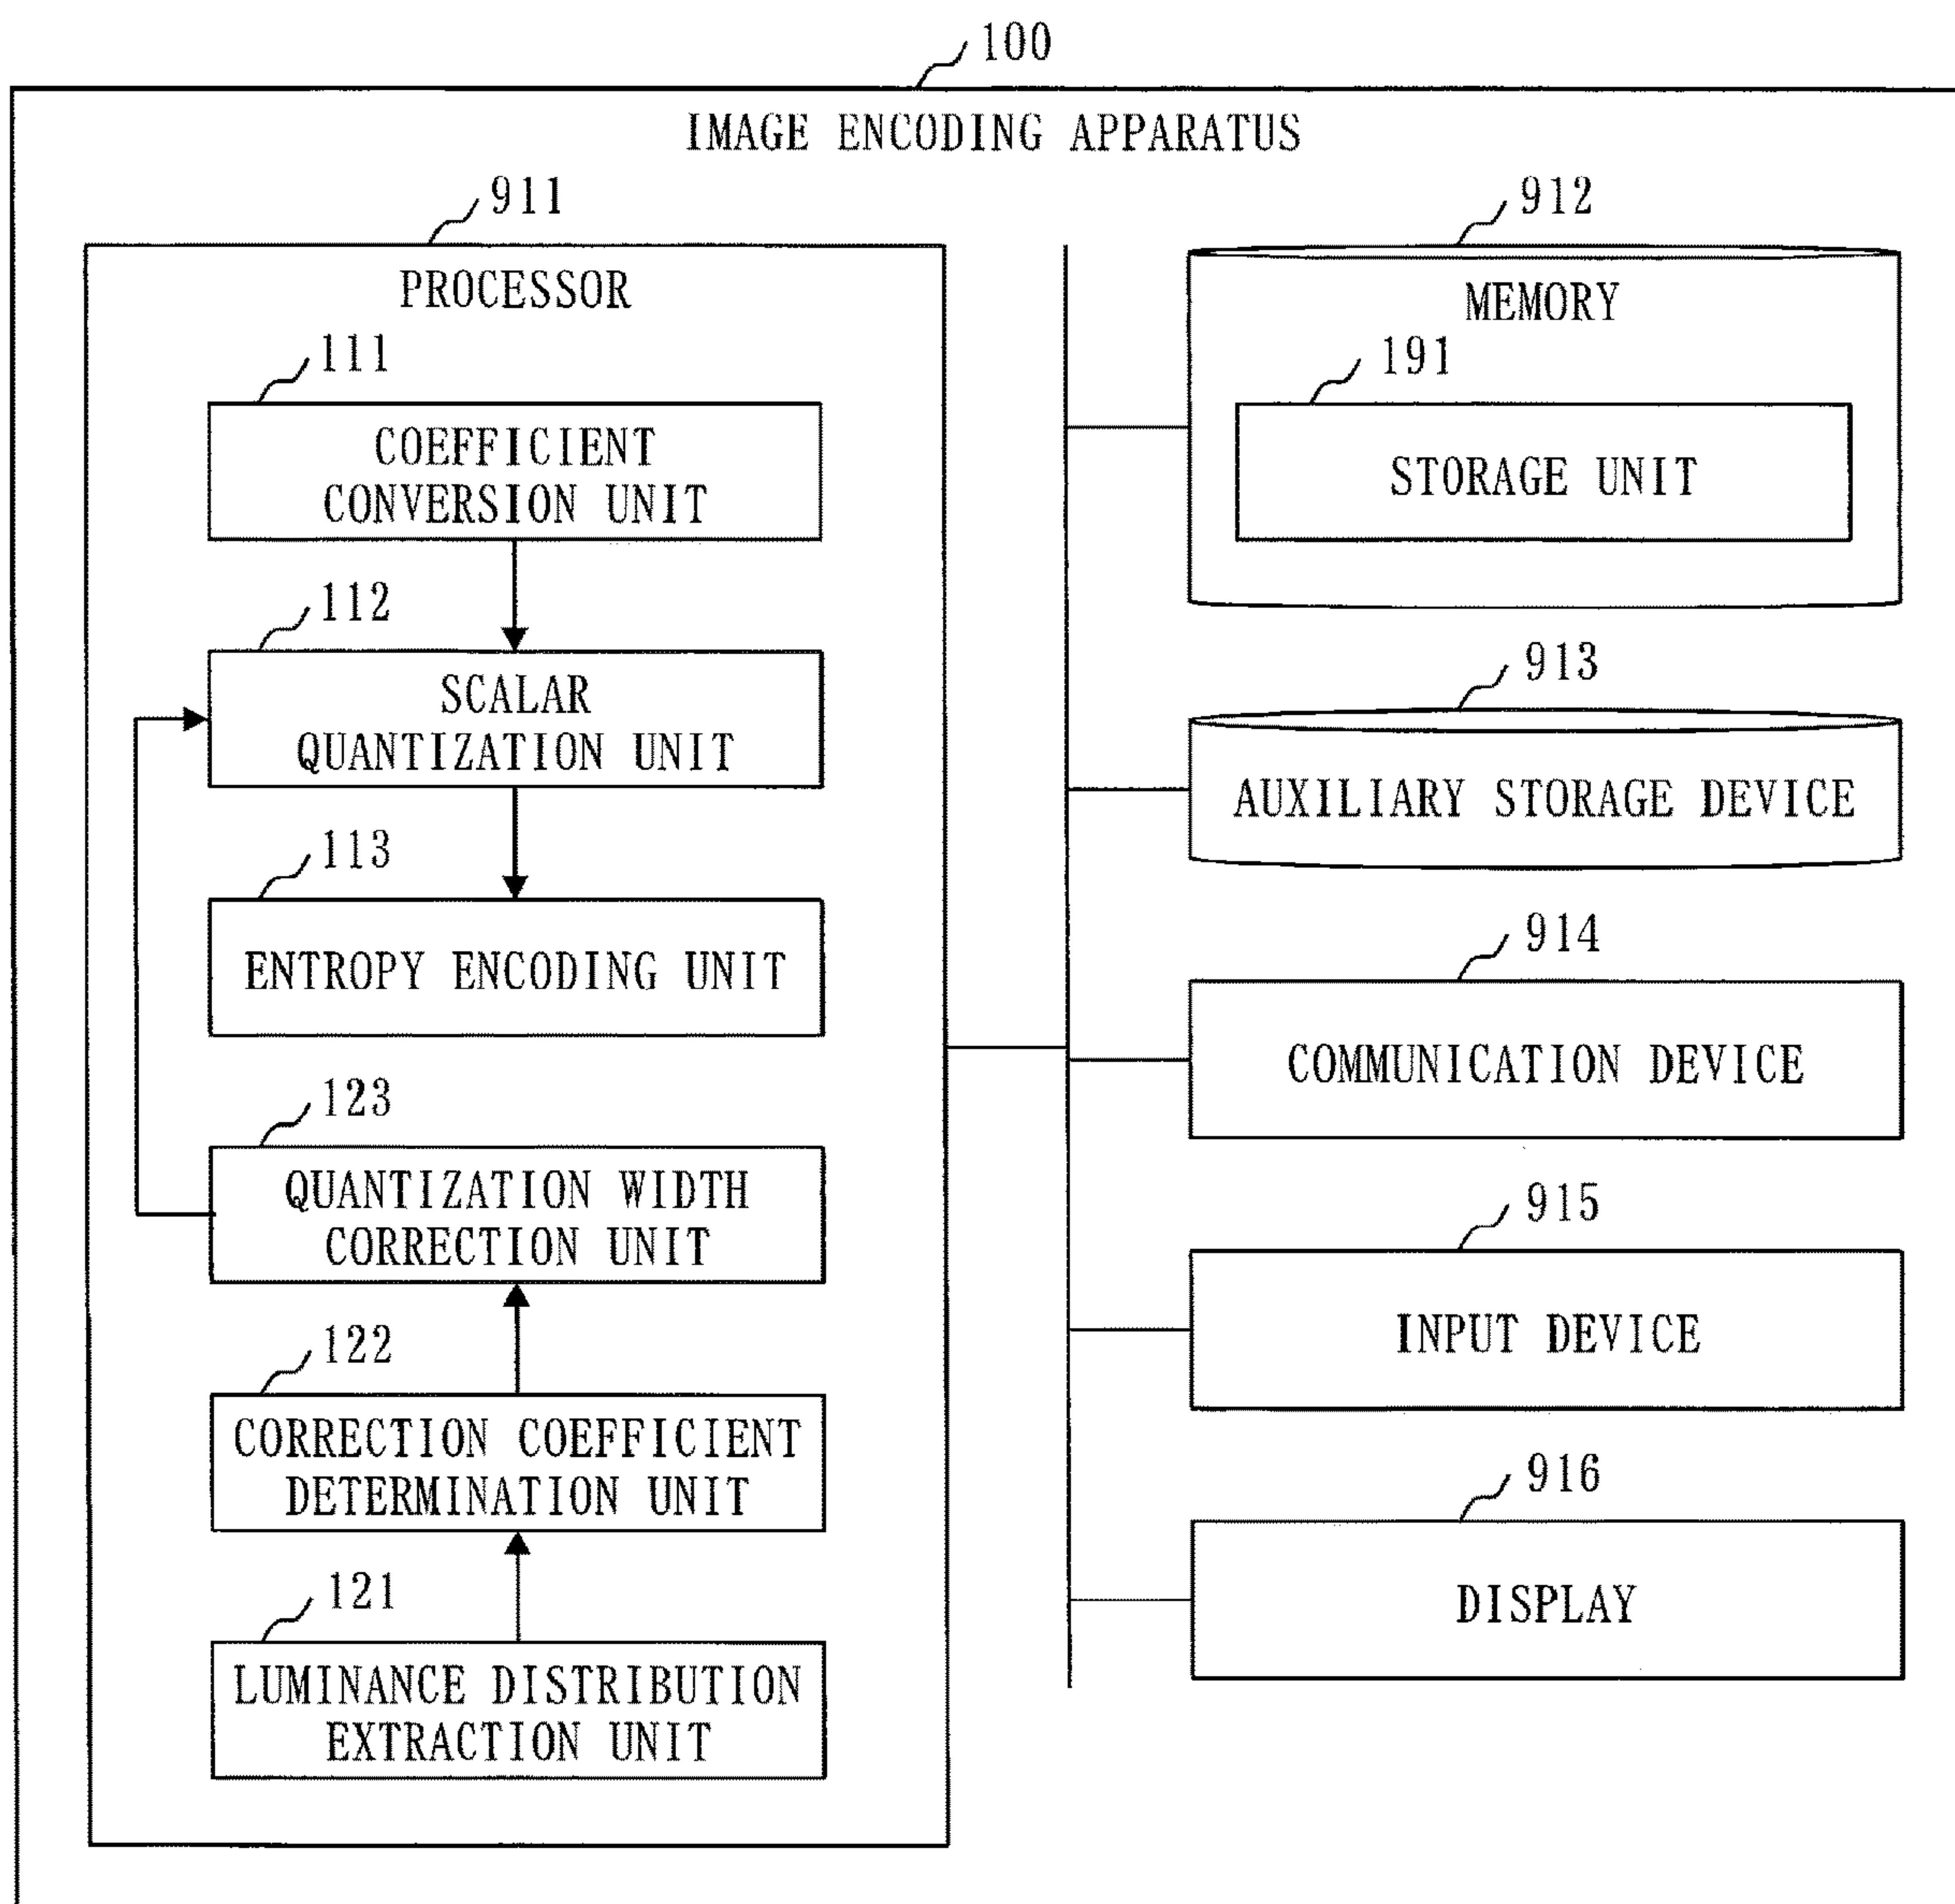 100
IMAGE ENCODING APPARATUS
911
PROCESSOR
111
COEFFICIENT
CONVERSION UNIT
112
SCALAR
QUANTIZATION UNIT
113
ENTROPY ENCODING UNIT
123
QUANTIZATION WIDTH
CORRECTION UNIT
122
CORRECTION COEFFICIENT
DETERMINATION UNIT
121
LUMINANCE DISTRIBUTION
EXTRACTION UNIT
912
MEMORY
191
STORAGE UNIT
913
AUXILIARY STORAGE DEVICE
914
COMMUNICATION DEVICE
915
INPUT DEVICE
916
DISPLAY